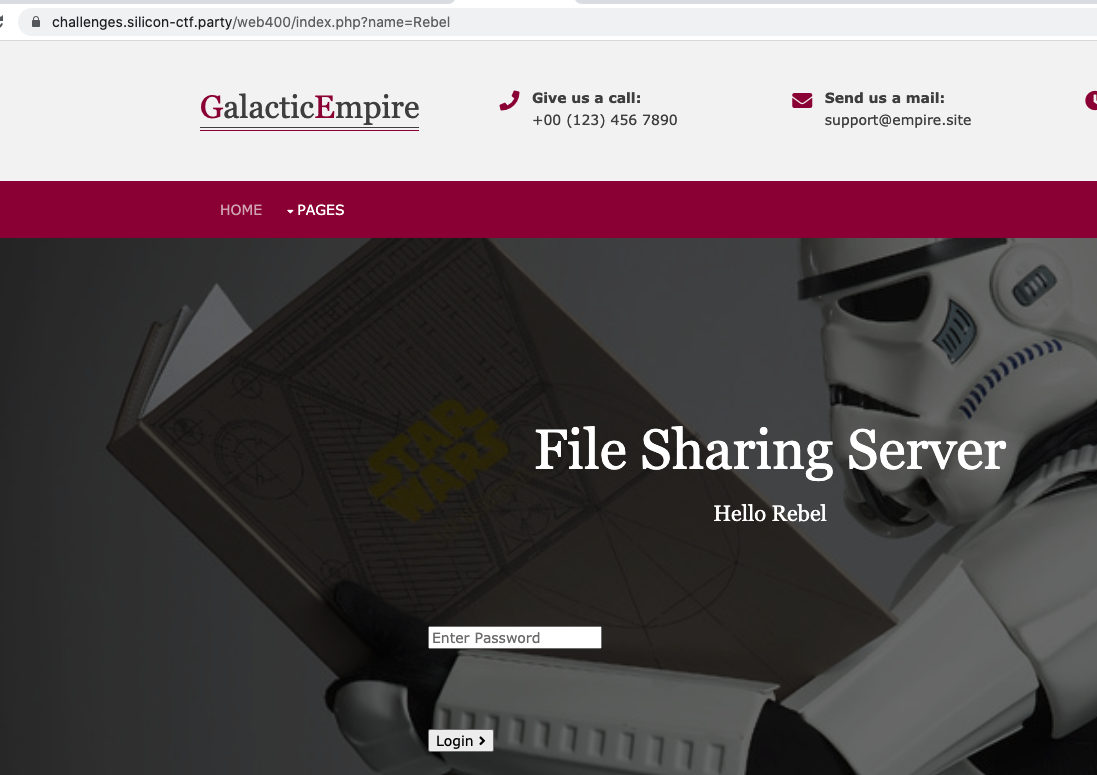 challenges.silicon-ctf.party/web400/index.php?name=Rebel
GalacticEmpire
Give us a call:
+00 (123) 456 7890
Send us a mail:
support@empire.site
HOME
PAGES
STAR
WARS
File Sharing Server
Hello Rebel
Enter Password
Login